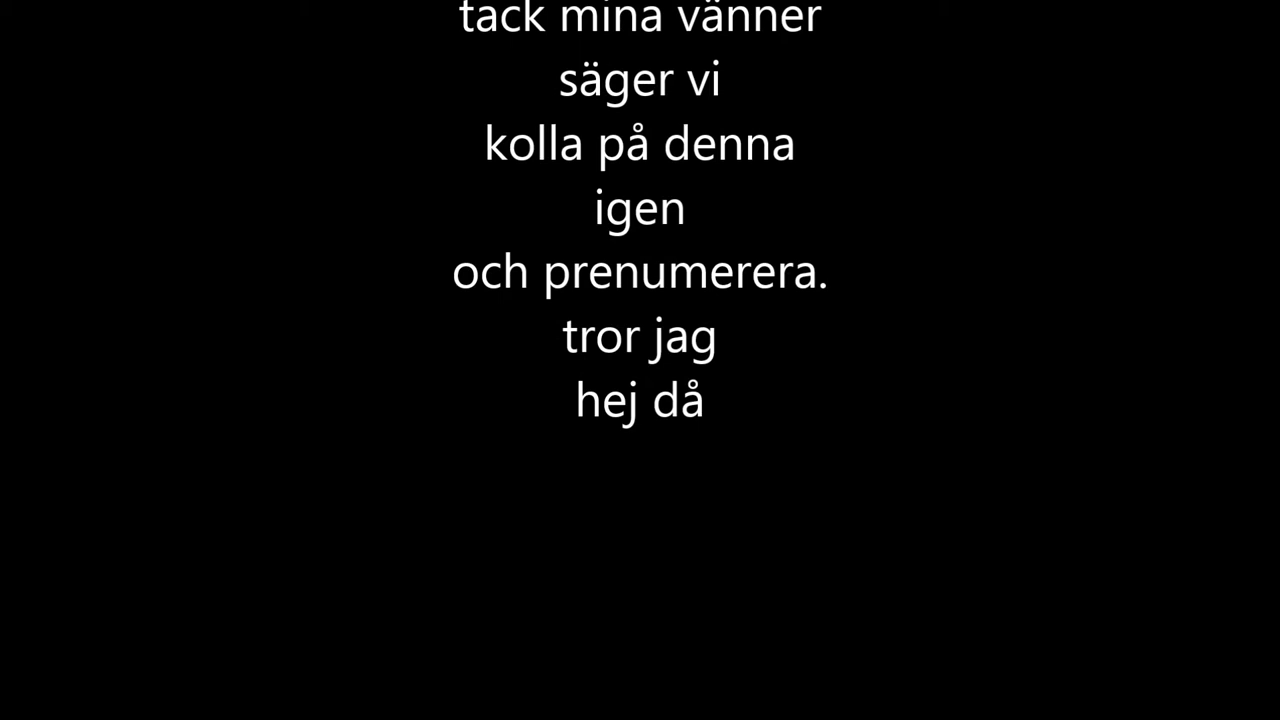 tack mina vänner
säger vi
kolla på denna
igen
och prenumerera.
tror jag
hej då